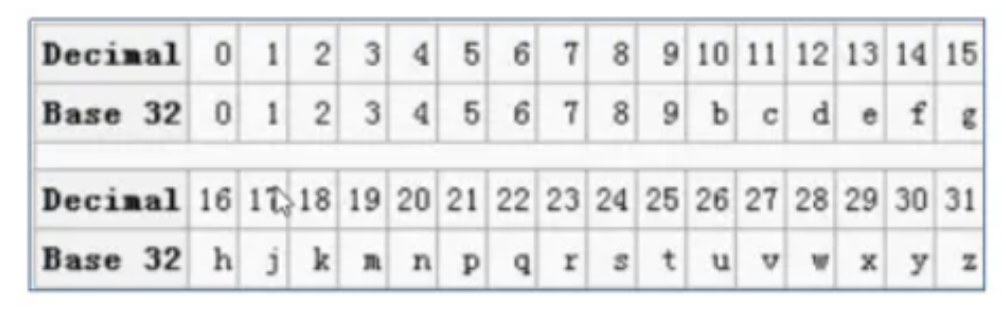 Decimal 0 1 2 3 4 5 6 7 8 9 10 11 12 13 14 15
Base 32 0 1 2 3 4 5 6 7 8 9 b c d e f g
Decimal 16 17 18 19 20 21 22 23 24 25 26 27 28 29 30 31
Base 32 h j k m n p q r s t u v w x y z